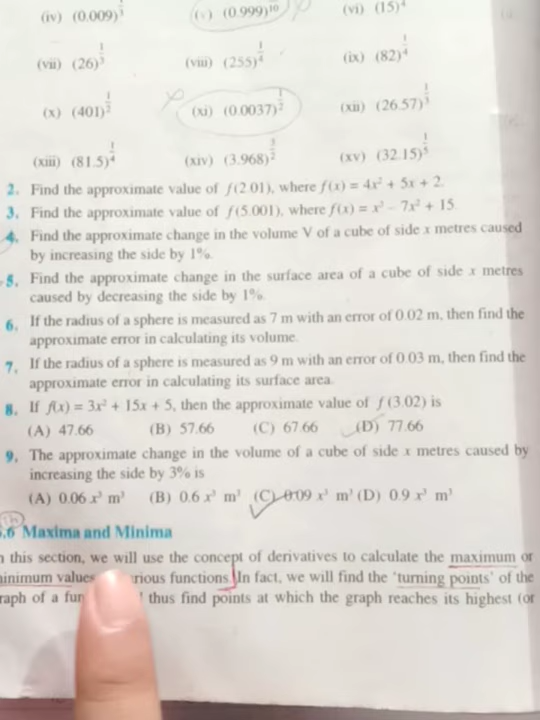 (iv) (0.009)^{1/3} (v) (0.999)^{1/10} (vi) (15)^{1/4}
(vii) (26)^{1/3} (viii) (255)^{1/4} (ix) (82)^{1/4}
(x) (401)^{1/2} (xi) (0.0037)^{1/2} (xii) (26.57)^{1/3}
(xiii) (81.5)^{1/4} (xiv) (3.968)^{3/2} (xv) (32.15)^{1/5}
2. Find the approximate value of f(2.01), where f(x) = 4x² + 5x + 2.
3. Find the approximate value of f(5.001), where f(x) = x³ – 7x² + 15.
4. Find the approximate change in the volume V of a cube of side x metres caused
by increasing the side by 1%.
5. Find the approximate change in the surface area of a cube of side x metres
caused by decreasing the side by 1%.
6. If the radius of a sphere is measured as 7 m with an error of 0.02 m, then find the
approximate error in calculating its volume.
7. If the radius of a sphere is measured as 9 m with an error of 0.03 m, then find the
approximate error in calculating its surface area.
8. If f(x) = 3x² + 15x + 5, then the approximate value of f(3.02) is
(A) 47.66 (B) 57.66 (C) 67.66 (D) 77.66
9. The approximate change in the volume of a cube of side x metres caused by
increasing the side by 3% is
(A) 0.06 x³ m³ (B) 0.6 x³ m³ (C) 0.09 x³ m³ (D) 0.9 x³ m³
.6 Maxima and Minima
this section, we will use the concept of derivatives to calculate the maximum or
inimum values rious functions. In fact, we will find the 'turning points' of the
raph of a fun thus find points at which the graph reaches its highest (or